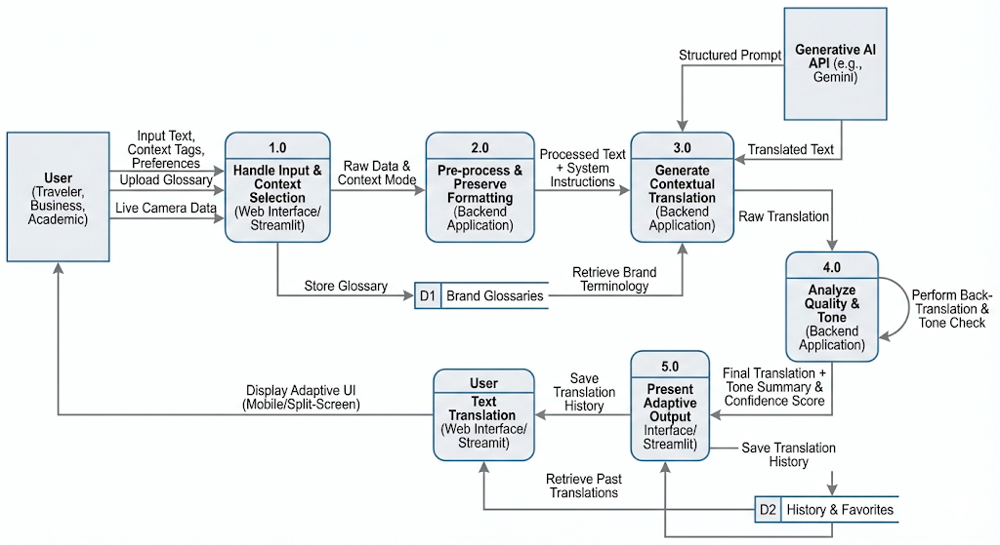 Structured Prompt
Generative AI
API (e.g.,
Gemini)
Translated Text
User
(Traveler,
Business,
Academic)
Input Text,
Context Tags,
Preferences
Upload Glossary
Live Camera Data
1.0
Handle Input &
Context
Selection
(Web Interface/
Streamlit)
Raw Data &
Context Mode
2.0
Pre-process &
Preserve
Formatting
(Backend
Application)
Processed Text
+ System
Instructions
3.0
Generate
Contextual
Translation
(Backend
Application)
Raw Translation
Store Glossary
D1 Brand Glossaries
Retrieve Brand
Terminology
4.0
Analyze
Quality &
Tone
(Backend
Application)
Perform Back-
Translation &
Tone Check
Final Translation +
Tone Summary &
Confidence Score
5.0
Present
Adaptive
Output
Interface/
Streamlit)
Save
Translation
History
User
Text
Translation
(Web Interface/
Streamit)
Display Adaptive UI
(Mobile/Split-Screen)
Save Translation
History
Retrieve Past
Translations
D2 History & Favorites